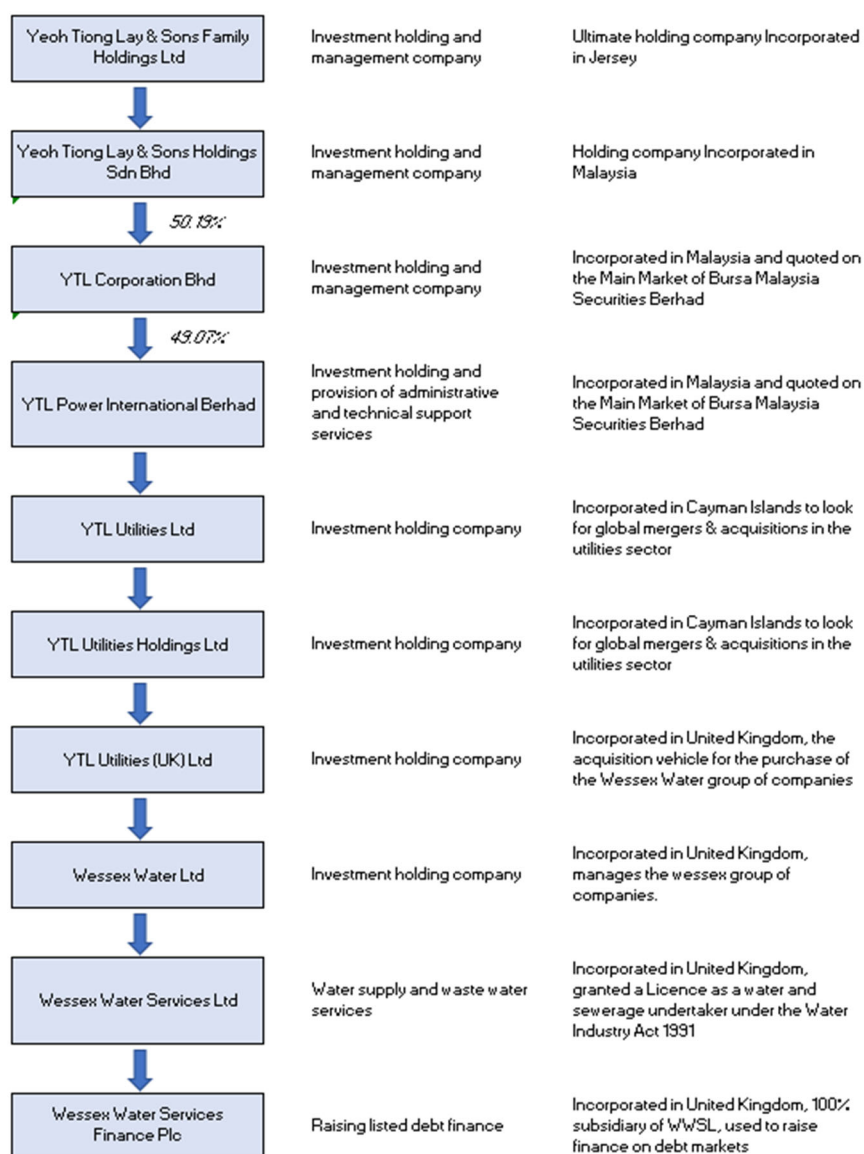 Yeoh Tiong Lay & Sons Family
Holdings Ltd
Investment holding and
management company
Ultimate holding company Incorporated
in Jersey
Yeoh Tiong Lay & Sons Holdings
Sdn Bhd
Investment holding and
management company
Holding company Incorporated in
Malaysia
50.19%
YTL Corporation Bhd
Investment holding and
management company
Incorporated in Malaysia and quoted on
the Main Market of Bursa Malaysia
Securities Berhad
49.07%
YTL Power International Berhad
Investment holding and
provision of administrative
and technical support
services
Incorporated in Malaysia and quoted on
the Main Market of Bursa Malaysia
Securities Berhad
YTL Utilities Ltd
Investment holding company
Incorporated in Cayman Islands to look
for global mergers & acquisitions in the
utilities sector
YTL Utilities Holdings Ltd
Investment holding company
Incorporated in Cayman Islands to look
for global mergers & acquisitions in the
utilities sector
YTL Utilities (UK) Ltd
Investment holding company
Incorporated in United Kingdom, the
acquisition vehicle for the purchase of
the Wessex Water group of companies
Wessex Water Ltd
Investment holding company
Incorporated in United Kingdom,
manages the wessex group of
companies.
Wessex Water Services Ltd
Water supply and waste water
services
Incorporated in United Kingdom,
granted a Licence as a water and
sewerage undertaker under the Water
Industry Act 1991
Wessex Water Services
Finance Plc
Raising listed debt finance
Incorporated in United Kingdom, 100%
subsidiary of WWSL, used to raise
finance on debt markets